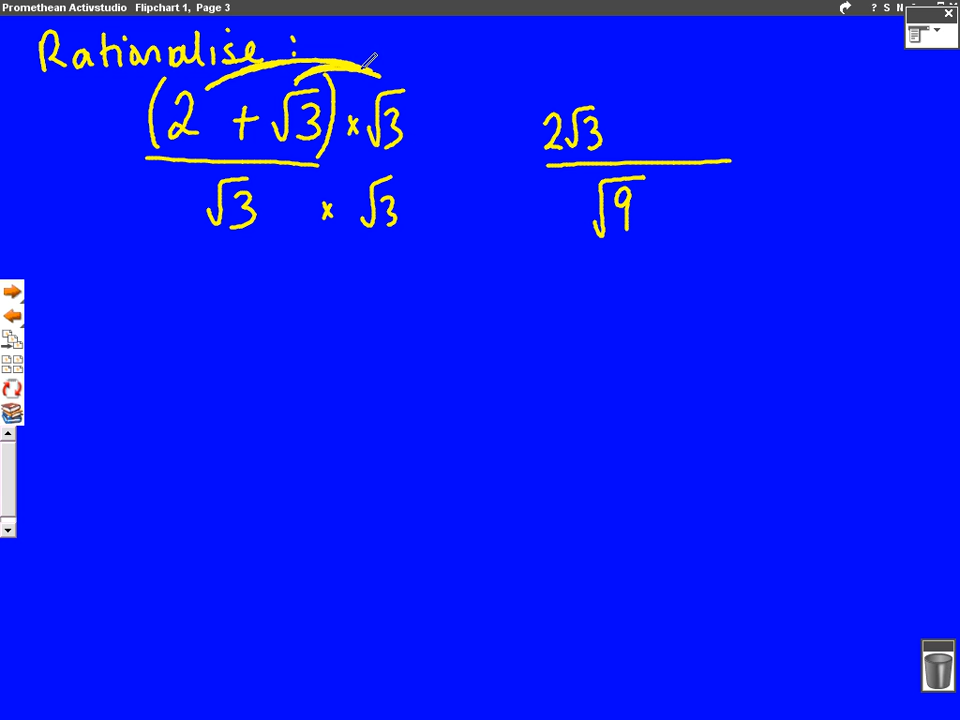 Promethean Activstudio Flipchart 1, Page 3
? S N
Rationalise :
(2 + √3) × √3
√3 × √3
2√3
√9